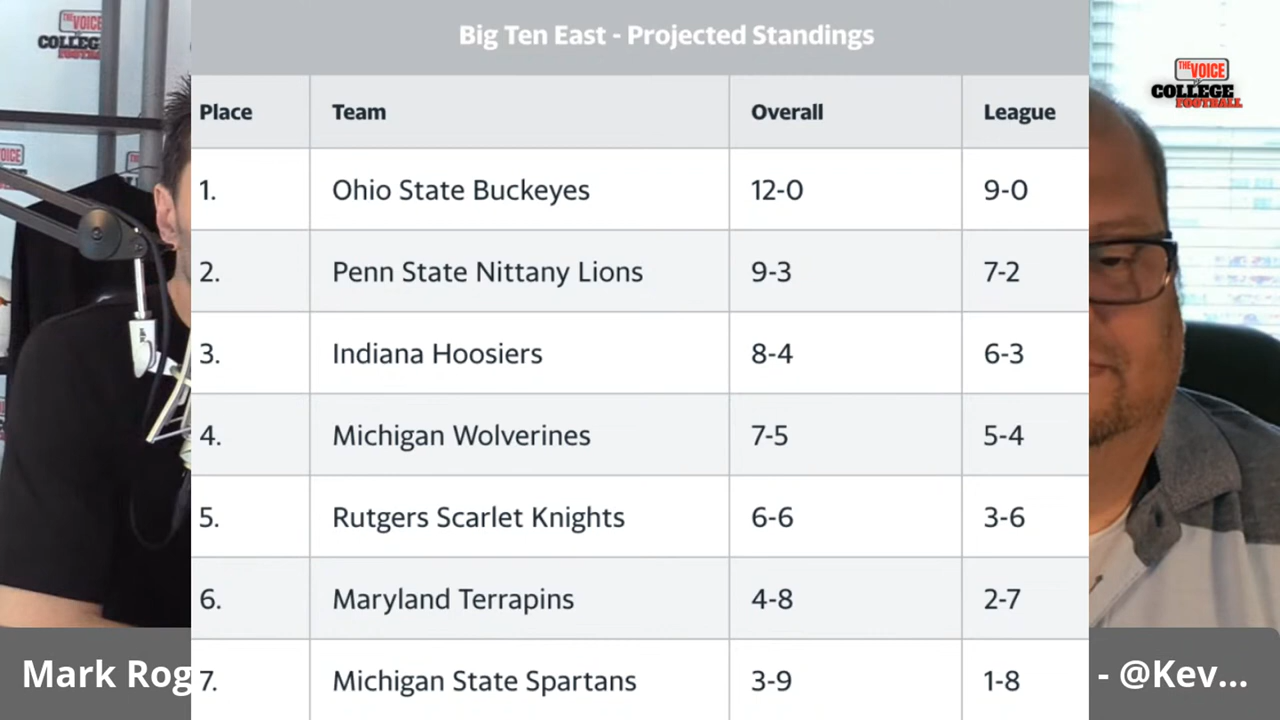 Big Ten East - Projected Standings
Place Team Overall League
1. Ohio State Buckeyes 12-0 9-0
2. Penn State Nittany Lions 9-3 7-2
3. Indiana Hoosiers 8-4 6-3
4. Michigan Wolverines 7-5 5-4
5. Rutgers Scarlet Knights 6-6 3-6
6. Maryland Terrapins 4-8 2-7
7. Michigan State Spartans 3-9 1-8
THE VOICE
COLLEGE
FOOTBALL
THE VOICE
COLLEG
VOICE
Mark Rog
- @Kev...